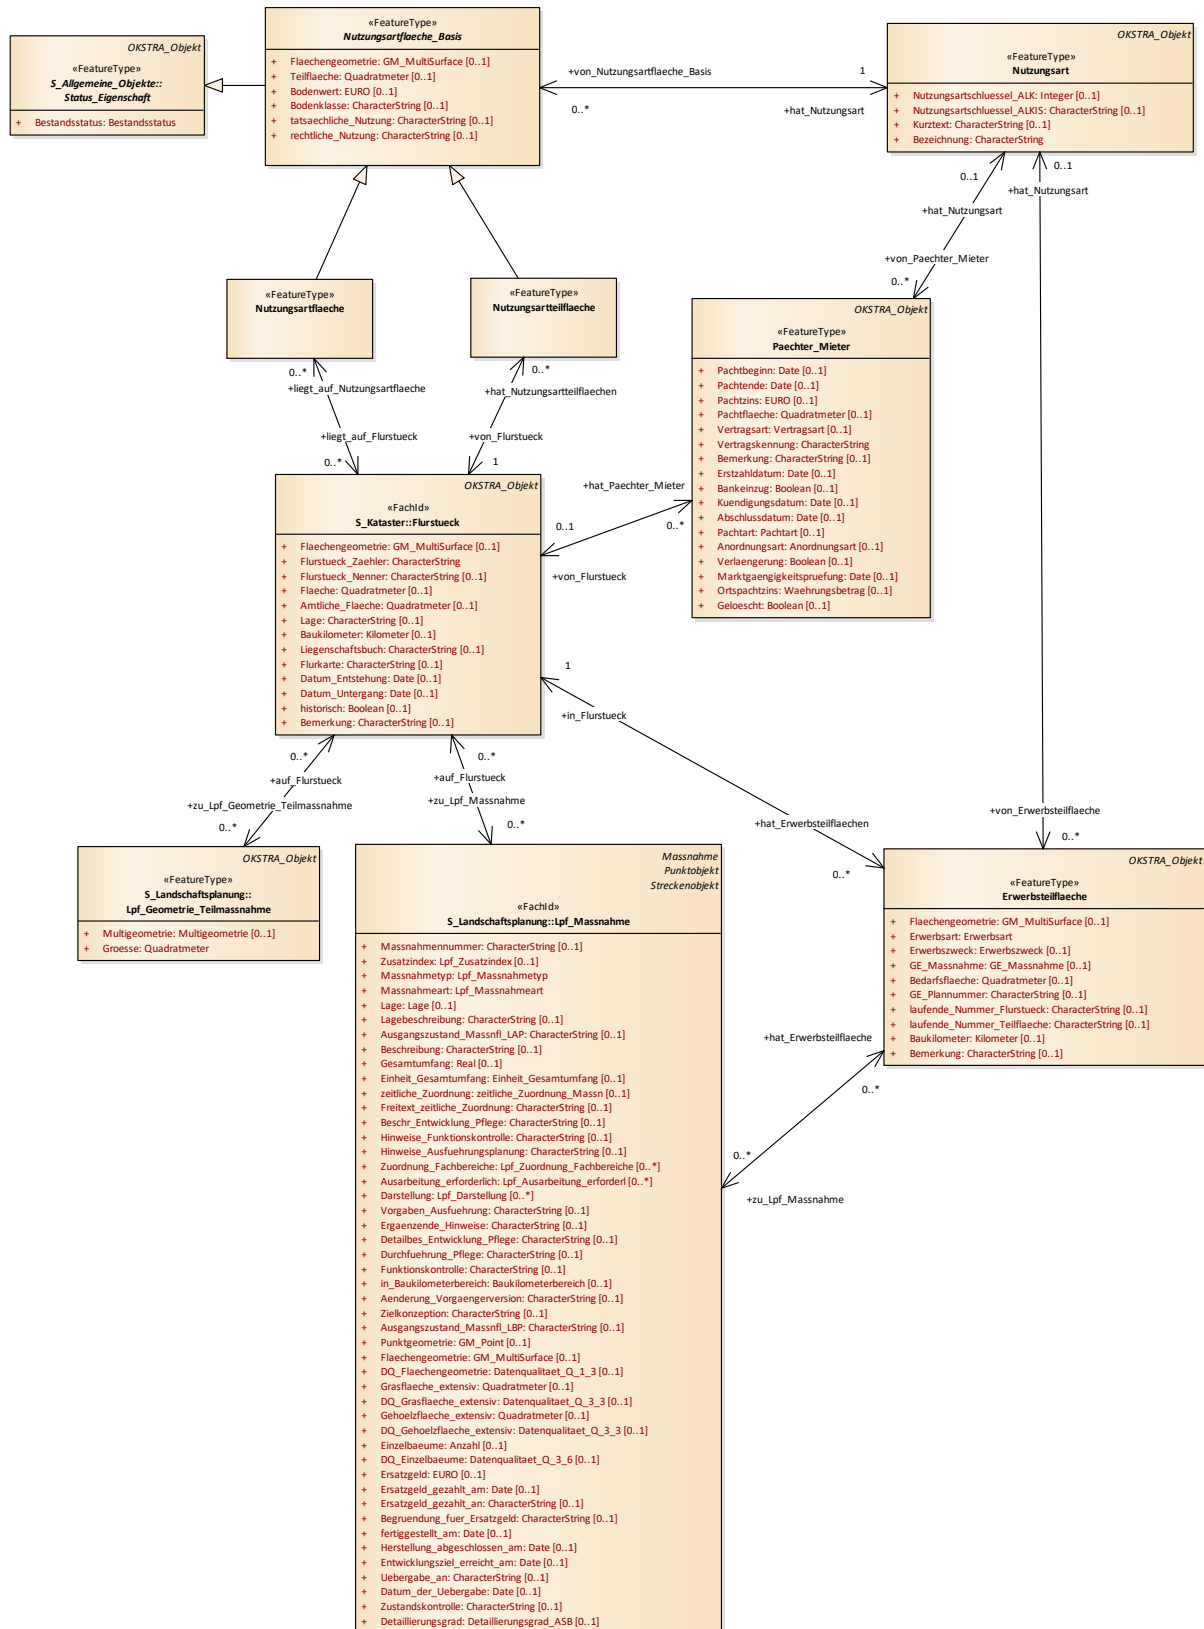 OKSTRA_Objekt
«FeatureType»
S_Allgemeine_Objekte::
Status_Eigenschaft
+ Bestandsstatus: Bestandsstatus
«FeatureType»
Nutzungsartflaeche_Basis
+ Flaechengeometrie: GM_MultiSurface [0..1]
+ Teilflaeche: Quadratmeter [0..1]
+ Bodenwert: EURO [0..1]
+ Bodenklasse: CharacterString [0..1]
+ tatsaechliche_Nutzung: CharacterString [0..1]
+ rechtliche_Nutzung: CharacterString [0..1]
+von_Nutzungsartflaeche_Basis
0..*
1
+hat_Nutzungsart
OKSTRA_Objekt
«FeatureType»
Nutzungsart
+ Nutzungsartschluessel_ALK: Integer [0..1]
+ Nutzungsartschluessel_ALKIS: CharacterString [0..1]
+ Kurztext: CharacterString [0..1]
+ Bezeichnung: CharacterString
0..1
+hat_Nutzungsart
0..1
+hat_Nutzungsart
+von_Paechter_Mieter
0..*
«FeatureType»
Nutzungsartflaeche
«FeatureType»
Nutzungsartteilflaeche
0..*
+liegt_auf_Nutzungsartflaeche
+liegt_auf_Flurstueck
0..*
0..*
+hat_Nutzungsartteilflaechen
+von_Flurstueck
1
OKSTRA_Objekt
«FeatureType»
Paechter_Mieter
+ Pachtbeginn: Date [0..1]
+ Pachtende: Date [0..1]
+ Pachtzins: EURO [0..1]
+ Pachtflaeche: Quadratmeter [0..1]
+ Vertragsart: Vertragsart [0..1]
+ Vertragskennung: CharacterString
+ Bemerkung: CharacterString [0..1]
+ Erstzahldatum: Date [0..1]
+ Bankeinzug: Boolean [0..1]
+ Kuendigungsdatum: Date [0..1]
+ Abschlussdatum: Date [0..1]
+ Pachtart: Pachtart [0..1]
+ Anordnungsart: Anordnungsart [0..1]
+ Verlaengerung: Boolean [0..1]
+ Marktgaengigkeitspruefung: Date [0..1]
+ Ortspachtzins: Waehrungsbetrag [0..1]
+ Geloescht: Boolean [0..1]
OKSTRA_Objekt
«FachId»
S_Kataster::Flurstueck
+ Flaechengeometrie: GM_MultiSurface [0..1]
+ Flurstueck_Zaehler: CharacterString
+ Flurstueck_Nenner: CharacterString [0..1]
+ Flaeche: Quadratmeter [0..1]
+ Amtliche_Flaeche: Quadratmeter [0..1]
+ Lage: CharacterString [0..1]
+ Baukilometer: Kilometer [0..1]
+ Liegenschaftsbuch: CharacterString [0..1]
+ Flurkarte: CharacterString [0..1]
+ Datum_Entstehung: Date [0..1]
+ Datum_Untergang: Date [0..1]
+ historisch: Boolean [0..1]
+ Bemerkung: CharacterString [0..1]
+hat_Paechter_Mieter
0..1
0..*
+von_Flurstueck
1
+in_Flurstueck
+hat_Erwerbsteilflaechen
0..*
+von_Erwerbsteilflaeche
0..*
0..*
+auf_Flurstueck
+zu_Lpf_Geometrie_Teilmassnahme
0..*
0..*
+auf_Flurstueck
+zu_Lpf_Massnahme
0..*
OKSTRA_Objekt
«FeatureType»
S_Landschaftsplanung::
Lpf_Geometrie_Teilmassnahme
+ Multigeometrie: Multigeometrie [0..1]
+ Groesse: Quadratmeter
OKSTRA_Objekt
«FeatureType»
Erwerbsteilflaeche
+ Flaechengeometrie: GM_MultiSurface [0..1]
+ Erwerbsart: Erwerbsart
+ Erwerbszweck: Erwerbszweck [0..1]
+ GE_Massnahme: GE_Massnahme [0..1]
+ Bedarfsflaeche: Quadratmeter [0..1]
+ GE_Plannummer: CharacterString [0..1]
+ laufende_Nummer_Flurstueck: CharacterString [0..1]
+ laufende_Nummer_Teilflaeche: CharacterString [0..1]
+ Baukilometer: Kilometer [0..1]
+ Bemerkung: CharacterString [0..1]
+hat_Erwerbsteilflaeche
0..*
0..*
+zu_Lpf_Massnahme
Massnahme
Punktobjekt
Streckenobjekt
«FachId»
S_Landschaftsplanung::Lpf_Massnahme
+ Massnahmennummer: CharacterString [0..1]
+ Zusatzindex: Lpf_Zusatzindex [0..1]
+ Massnahmetyp: Lpf_Massnahmetyp
+ Massnahmeart: Lpf_Massnahmeart
+ Lage: Lage [0..1]
+ Lagebeschreibung: CharacterString [0..1]
+ Ausgangszustand_Massnfl_LAP: CharacterString [0..1]
+ Beschreibung: CharacterString [0..1]
+ Gesamtumfang: Real [0..1]
+ Einheit_Gesamtumfang: Einheit_Gesamtumfang [0..1]
+ zeitliche_Zuordnung: zeitliche_Zuordnung_Massn [0..1]
+ Freitext_zeitliche_Zuordnung: CharacterString [0..1]
+ Beschr_Entwicklung_Pflege: CharacterString [0..1]
+ Hinweise_Funktionskontrolle: CharacterString [0..1]
+ Hinweise_Ausfuehrungsplanung: CharacterString [0..1]
+ Zuordnung_Fachbereiche: Lpf_Zuordnung_Fachbereiche [0..*]
+ Ausarbeitung_erforderlich: Lpf_Ausarbeitung_erforderl [0..*]
+ Darstellung: Lpf_Darstellung [0..*]
+ Vorgaben_Ausfuehrung: CharacterString [0..1]
+ Ergaenzende_Hinweise: CharacterString [0..1]
+ Detailbes_Entwicklung_Pflege: CharacterString [0..1]
+ Durchfuehrung_Pflege: CharacterString [0..1]
+ Funktionskontrolle: CharacterString [0..1]
+ in_Baukilometerbereich: Baukilometerbereich [0..1]
+ Aenderung_Vorgaengerversion: CharacterString [0..1]
+ Zielkonzeption: CharacterString [0..1]
+ Ausgangszustand_Massnfl_LBP: CharacterString [0..1]
+ Punktgeometrie: GM_Point [0..1]
+ Flaechengeometrie: GM_MultiSurface [0..1]
+ DQ_Flaechengeometrie: Datenqualitaet_Q_1_3 [0..1]
+ Grasflaeche_extensiv: Quadratmeter [0..1]
+ DQ_Grasflaeche_extensiv: Datenqualitaet_Q_3_3 [0..1]
+ Gehoelzflaeche_extensiv: Quadratmeter [0..1]
+ DQ_Gehoelzflaeche_extensiv: Datenqualitaet_Q_3_3 [0..1]
+ Einzelbaeume: Anzahl [0..1]
+ DQ_Einzelbaeume: Datenqualitaet_Q_3_6 [0..1]
+ Ersatzgeld: EURO [0..1]
+ Ersatzgeld_gezahlt_am: Date [0..1]
+ Ersatzgeld_gezahlt_an: CharacterString [0..1]
+ Begruendung_fuer_Ersatzgeld: CharacterString [0..1]
+ fertiggestellt_am: Date [0..1]
+ Herstellung_abgeschlossen_am: Date [0..1]
+ Entwicklungsziel_erreicht_am: Date [0..1]
+ Uebergabe_an: CharacterString [0..1]
+ Datum_der_Uebergabe: Date [0..1]
+ Zustandskontrolle: CharacterString [0..1]
+ Detaillierungsgrad: Detaillierungsgrad_ASB [0..1]